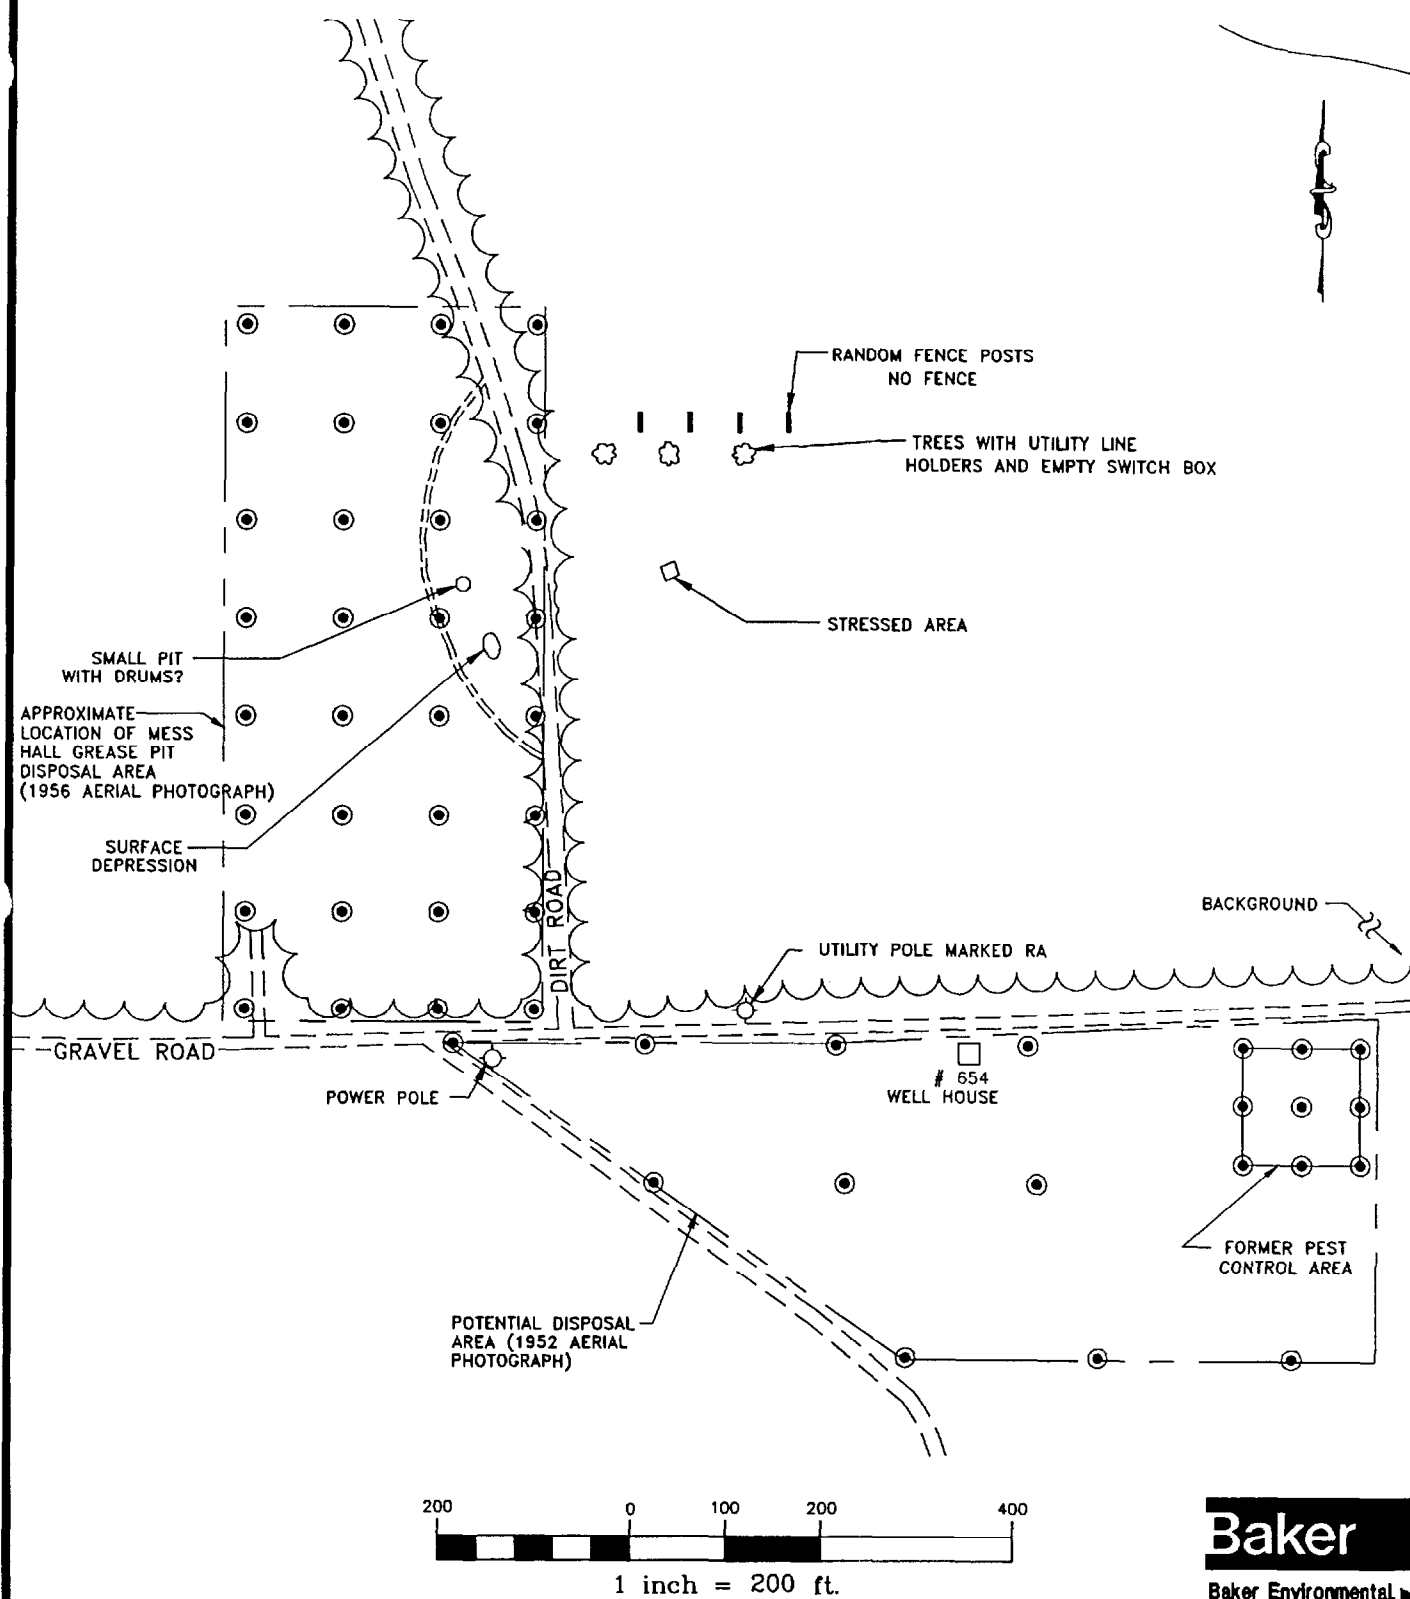 RANDOM FENCE POSTS
NO FENCE
TREES WITH UTILITY LINE
HOLDERS AND EMPTY SWITCH BOX
STRESSED AREA
SMALL PIT
WITH DRUMS?
APPROXIMATE
LOCATION OF MESS
HALL GREASE PIT
DISPOSAL AREA
(1956 AERIAL PHOTOGRAPH)
SURFACE
DEPRESSION
DIRT ROAD
BACKGROUND
UTILITY POLE MARKED RA
GRAVEL ROAD
POWER POLE
# 654
WELL HOUSE
FORMER PEST
CONTROL AREA
POTENTIAL DISPOSAL
AREA (1952 AERIAL
PHOTOGRAPH)
200 0 100 200 400
1 inch = 200 ft.
Baker
Baker Environmental